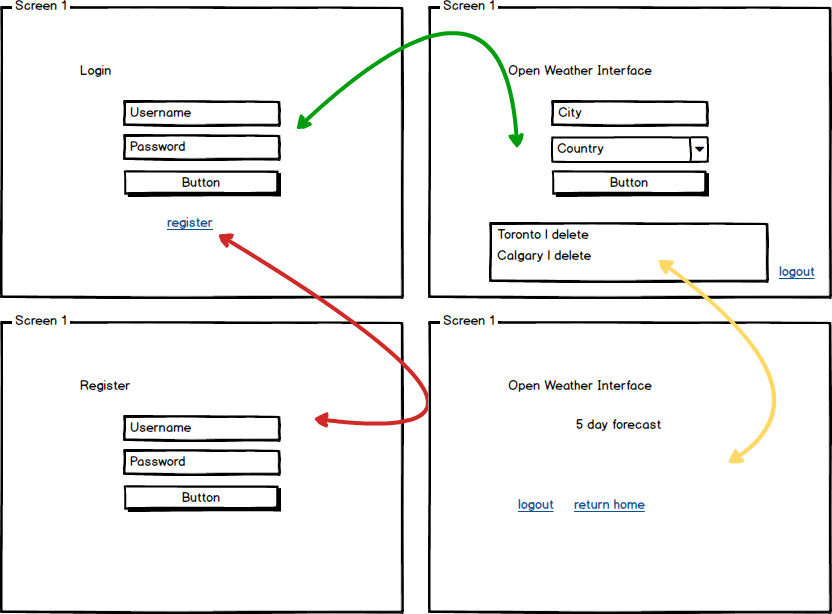 Screen 1
Login
Username
Password
Button
register
Screen 1
Open Weather Interface
City
Country
Button
Toronto | delete
Calgary | delete
logout
Screen 1
Register
Username
Password
Button
Screen 1
Open Weather Interface
5 day forecast
logout return home